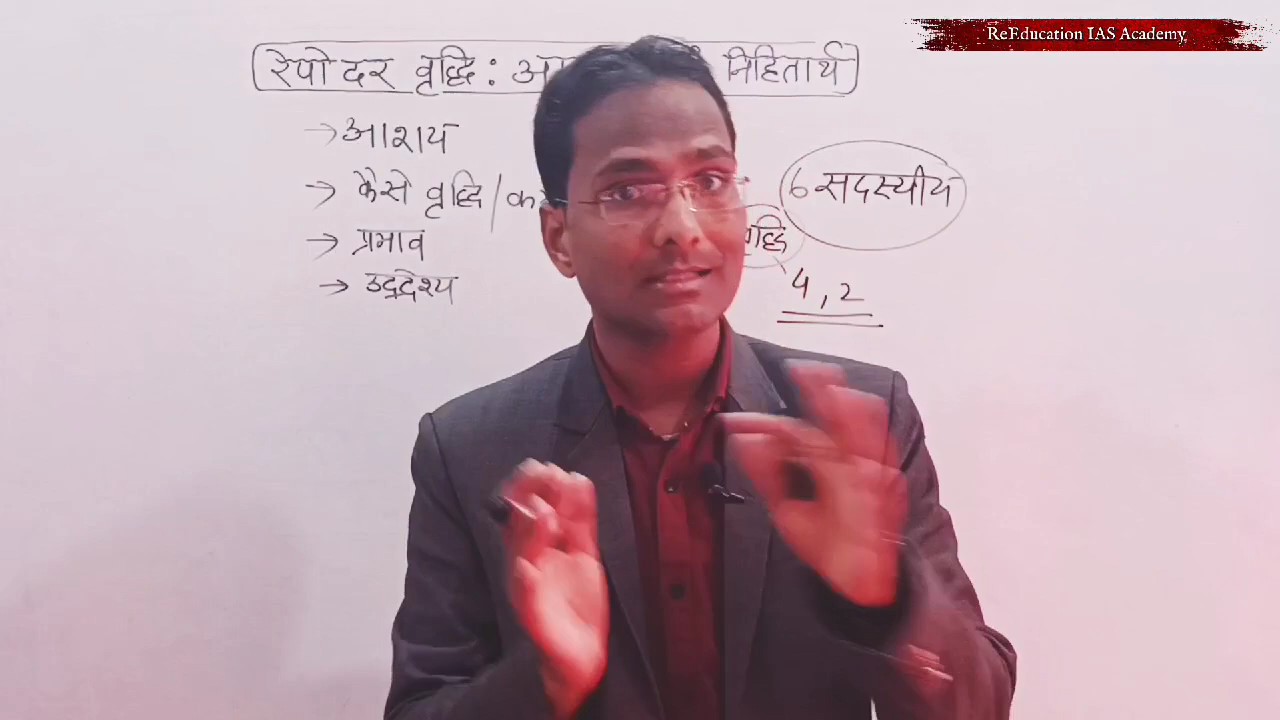 ReEducation IAS Academy,
रेपो दर वृद्धि : निहितार्थ
→ आशय
→ कैसे वृद्धि /
6 सदस्यीय
→ प्रभाव
→ उद्देश्य
4, 2